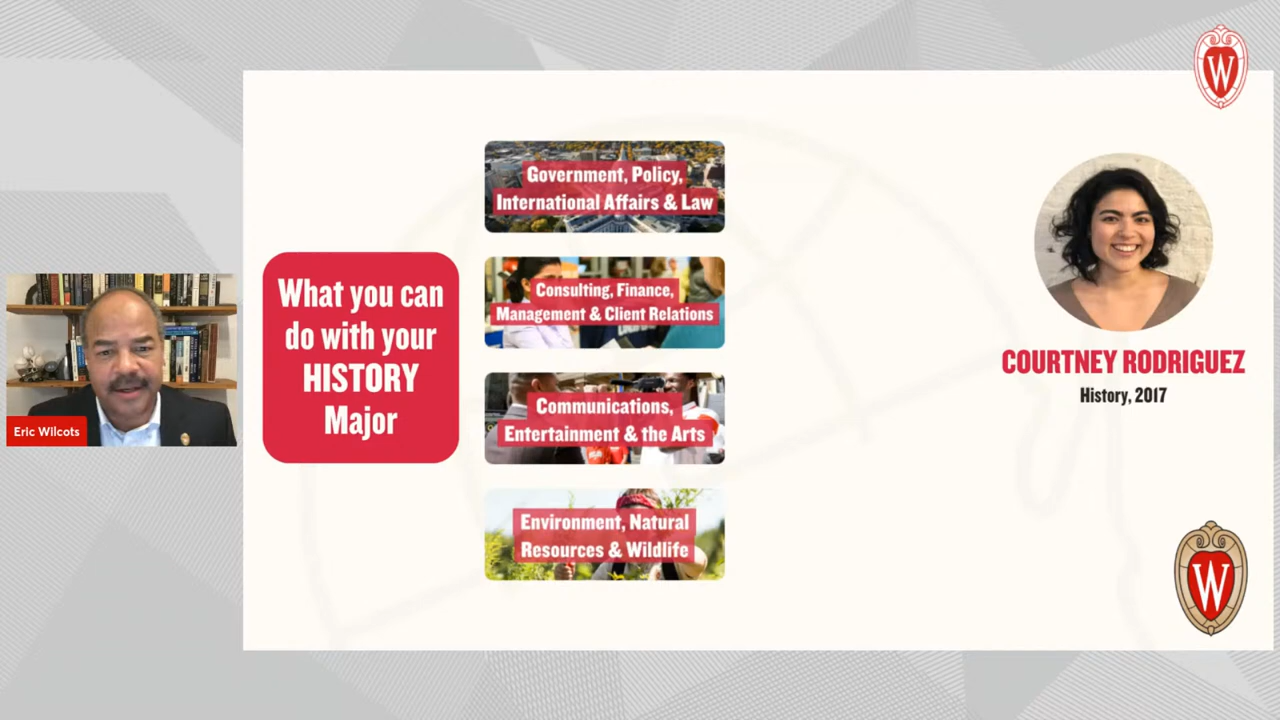 W
Government, Policy,
International Affairs & Law
Consulting, Finance,
Management & Client Relations
What you can
do with your
HISTORY
Major
Communications,
Entertainment & the Arts
Environment, Natural
Resources & Wildlife
COURTNEY RODRIGUEZ
History, 2017
Eric Wilcots
W